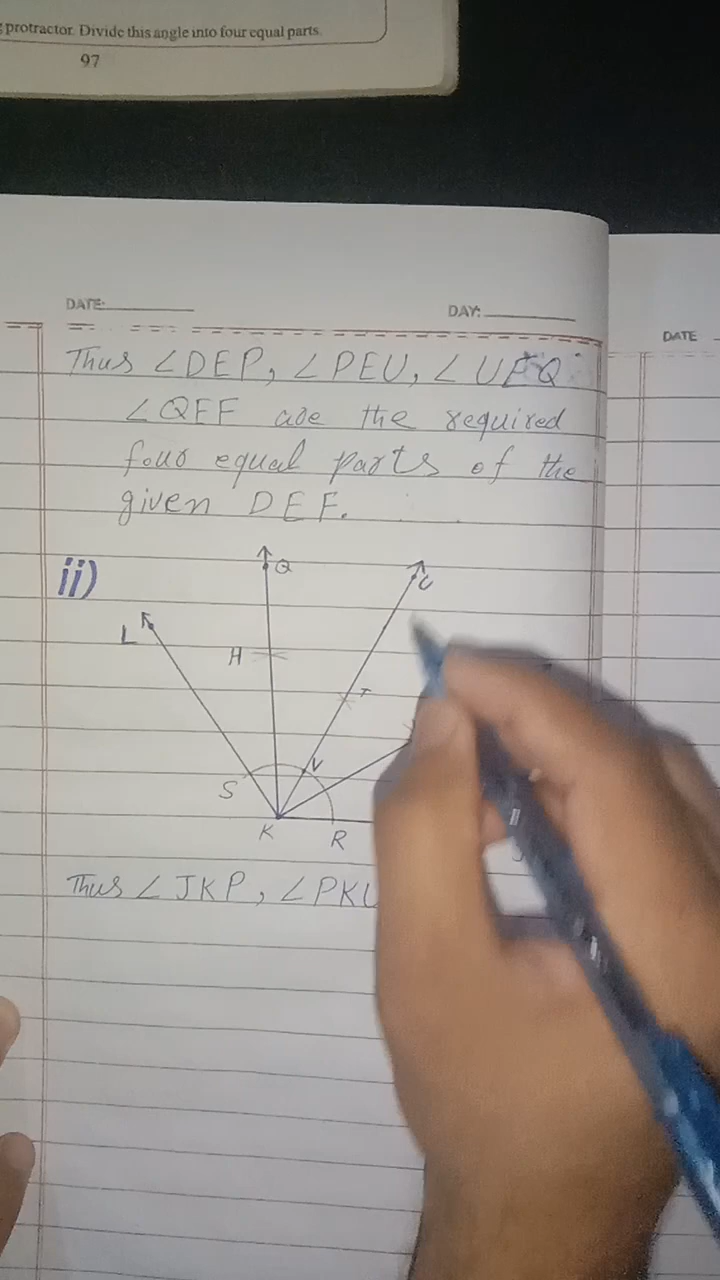 protractor. Divide this angle into four equal parts.
97
DATE:
DAY:
DATE
Thus ∠DEP, ∠PEU, ∠UEQ
∠QEF are the required
four equal parts of the
given DEF.
ii)
Q
U
L
H
T
V
S
K
R
Thus ∠JKP, ∠PKU